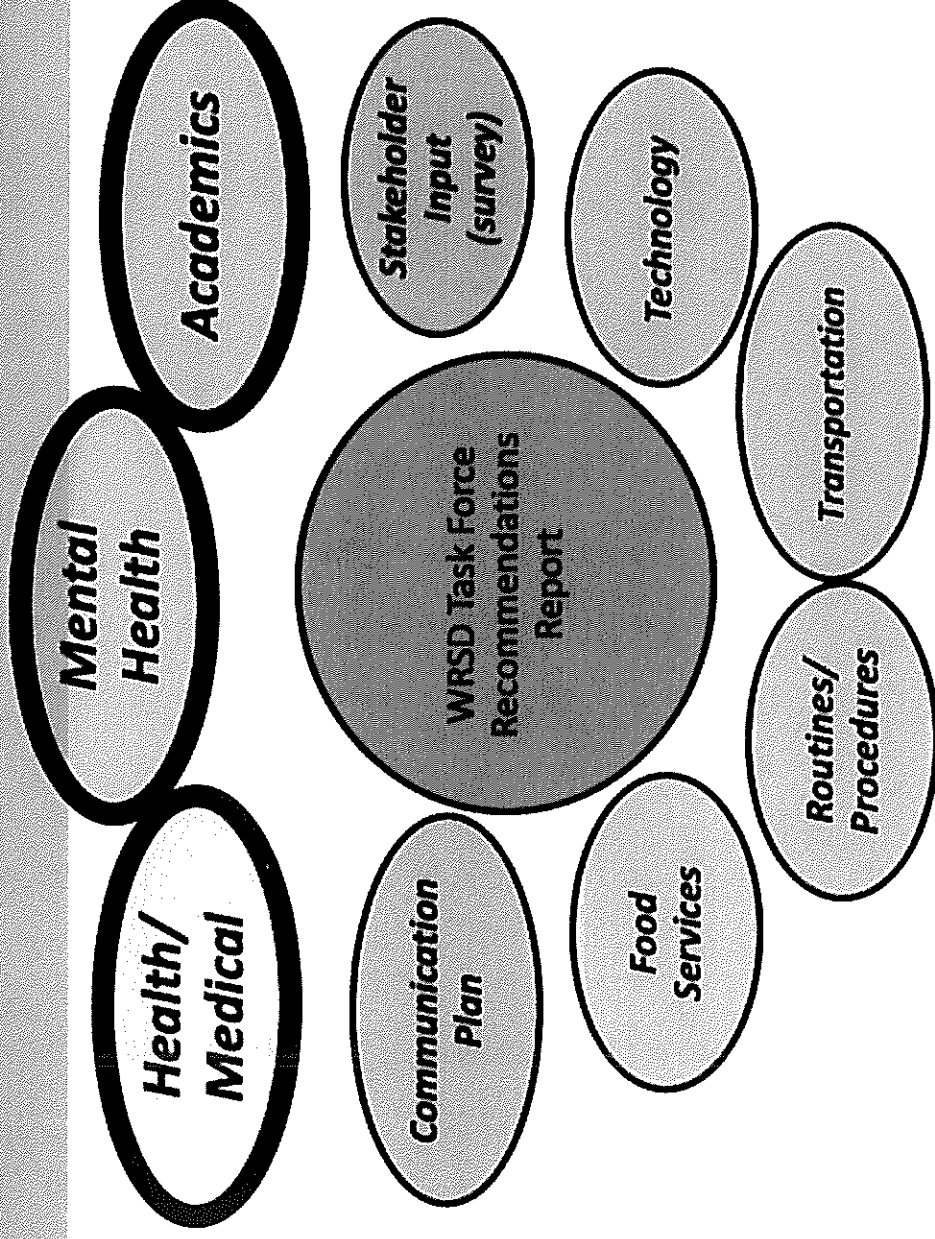 Health/
Medical
Mental
Health
Academics
Communication
Plan
WRSD Task Force
Recommendations
Report
Stakeholder
Input
(survey)
Food
Services
Technology
Routines/
Procedures
Transportation